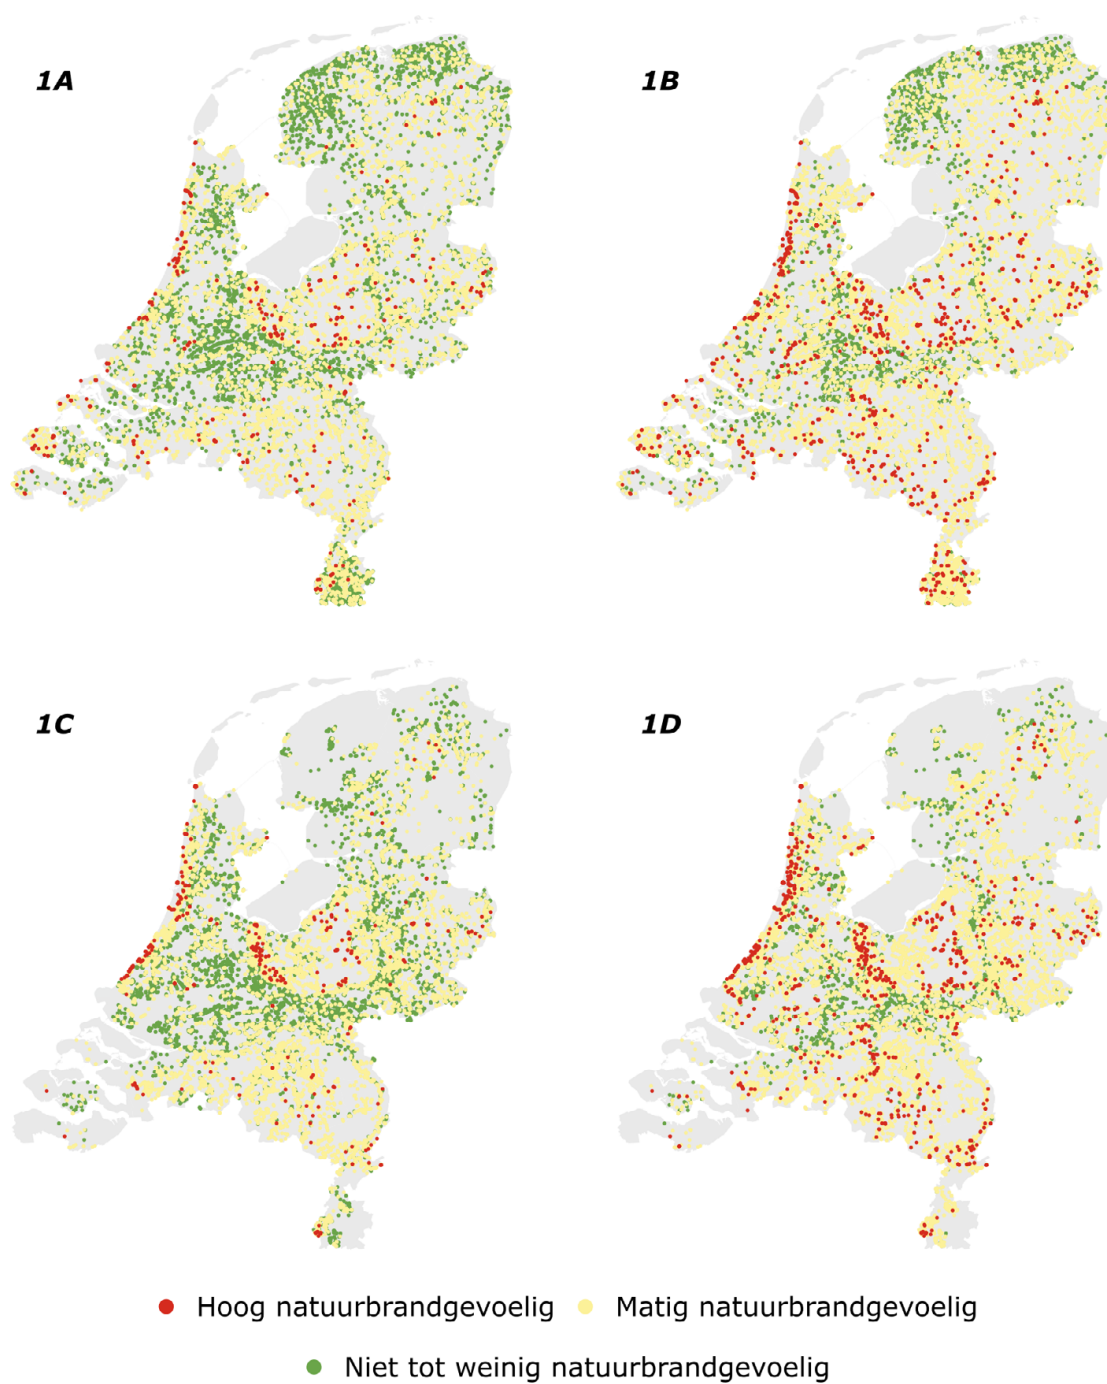 1A
1B
1C
1D
Hoog natuurbrandgevoelig
Matig natuurbrandgevoelig
Niet tot weinig natuurbrandgevoelig